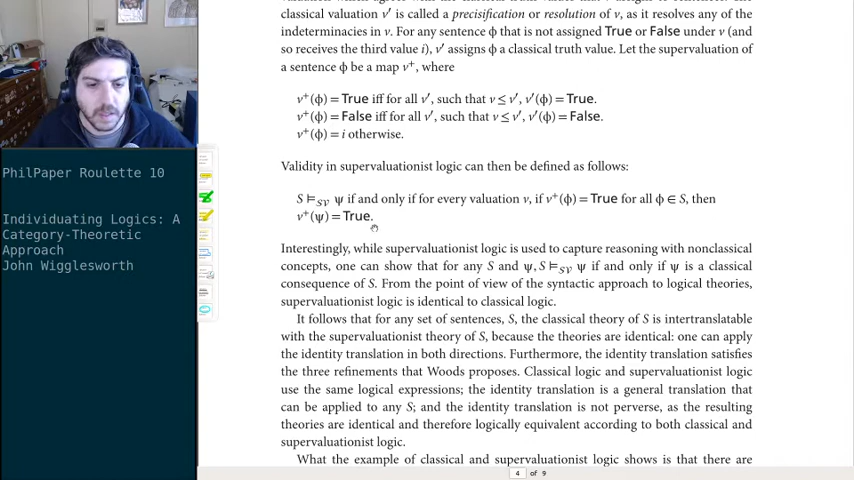 valuation which agrees with the classical truth values that v assigns to sentences. The
classical valuation v′ is called a precisification or resolution of v, as it resolves any of the
indeterminacies in v. For any sentence ϕ that is not assigned True or False under v (and
so receives the third value i), v′ assigns ϕ a classical truth value. Let the supervaluation of
a sentence ϕ be a map v⁺, where
v⁺(ϕ) = True iff for all v′, such that v ≤ v′, v′(ϕ) = True.
v⁺(ϕ) = False iff for all v′, such that v ≤ v′, v′(ϕ) = False.
v⁺(ϕ) = i otherwise.
Validity in supervaluationist logic can then be defined as follows:
S ⊨SV ψ if and only if for every valuation v, if v⁺(ϕ) = True for all ϕ ∈ S, then
v⁺(ψ) = True.
Interestingly, while supervaluationist logic is used to capture reasoning with nonclassical
concepts, one can show that for any S and ψ, S ⊨SV ψ if and only if ψ is a classical
consequence of S. From the point of view of the syntactic approach to logical theories,
supervaluationist logic is identical to classical logic.
It follows that for any set of sentences, S, the classical theory of S is intertranslatable
with the supervaluationist theory of S, because the theories are identical: one can apply
the identity translation in both directions. Furthermore, the identity translation satisfies
the three refinements that Woods proposes. Classical logic and supervaluationist logic
use the same logical expressions; the identity translation is a general translation that
can be applied to any S; and the identity translation is not perverse, as the resulting
theories are identical and therefore logically equivalent according to both classical and
supervaluationist logic.
What the example of classical and supervaluationist logic shows is that there are
4 of 9
PhilPaper Roulette 10
Individuating Logics: A
Category-Theoretic
Approach
John Wigglesworth